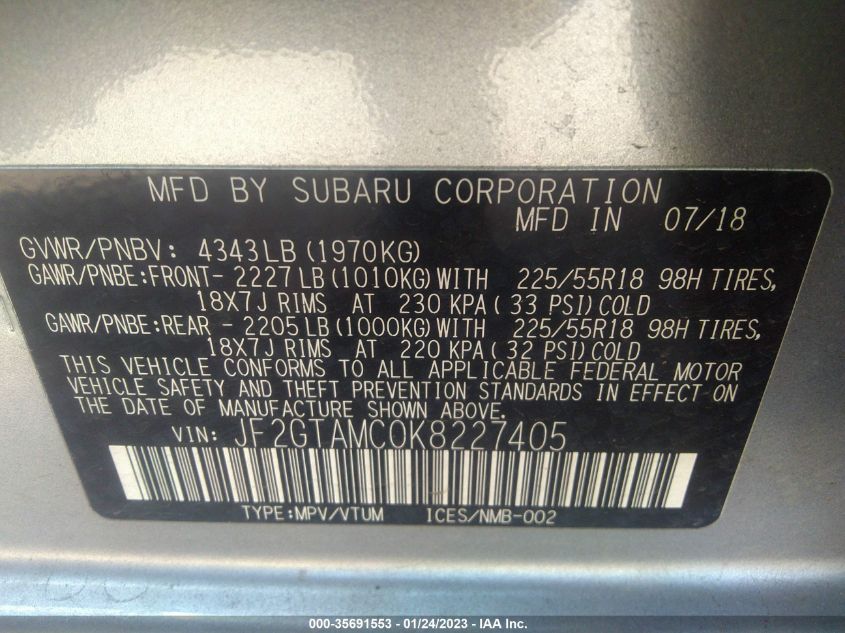 MFD BY SUBARU CORPORATION
MFD IN 07/18
GVWR/PNBV: 4343LB (1970KG)
GAWR/PNBE:FRONT- 2227LB(1010KG)WITH 225/55R18 98H TIRES,
18X7J RIMS AT 230 KPA( 33 PSI)COLD
GAWR/PNBE:REAR - 2205LB(1000KG)WITH 225/55R18 98H TIRES,
18X7J RIMS AT 220 KPA( 32 PSI)COLD
THIS VEHICLE CONFORMS TO ALL APPLICABLE FEDERAL MOTOR
VEHICLE SAFETY AND THEFT PREVENTION STANDARDS IN EFFECT ON
THE DATE OF MANUFACTURE SHOWN ABOVE.
VIN: JF2GTAMC0K8227405
TYPE:MPV/VTUM ICES/NMB-002
000-35691553 - 01/24/2023 - IAA Inc.